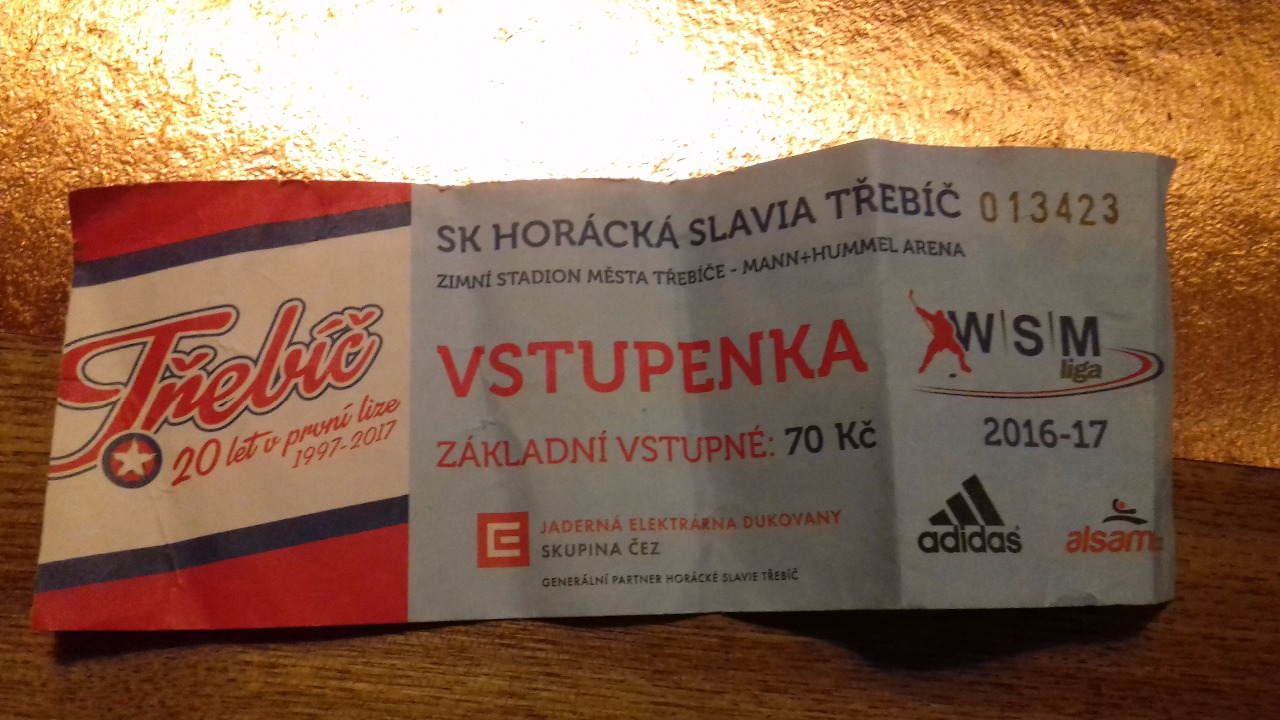 Třebíč
20 let v první lize
1997-2017
SK HORÁCKÁ SLAVIA TŘEBÍČ 013423
ZIMNÍ STADION MĚSTA TŘEBÍČE - MANN+HUMMEL ARENA
VSTUPENKA
ZÁKLADNÍ VSTUPNÉ: 70 Kč
JADERNÁ ELEKTRÁRNA DUKOVANY
SKUPINA ČEZ
GENERÁLNÍ PARTNER HORÁCKÉ SLAVIE TŘEBÍČ
W|S|M
liga
2016-17
adidas
alsam